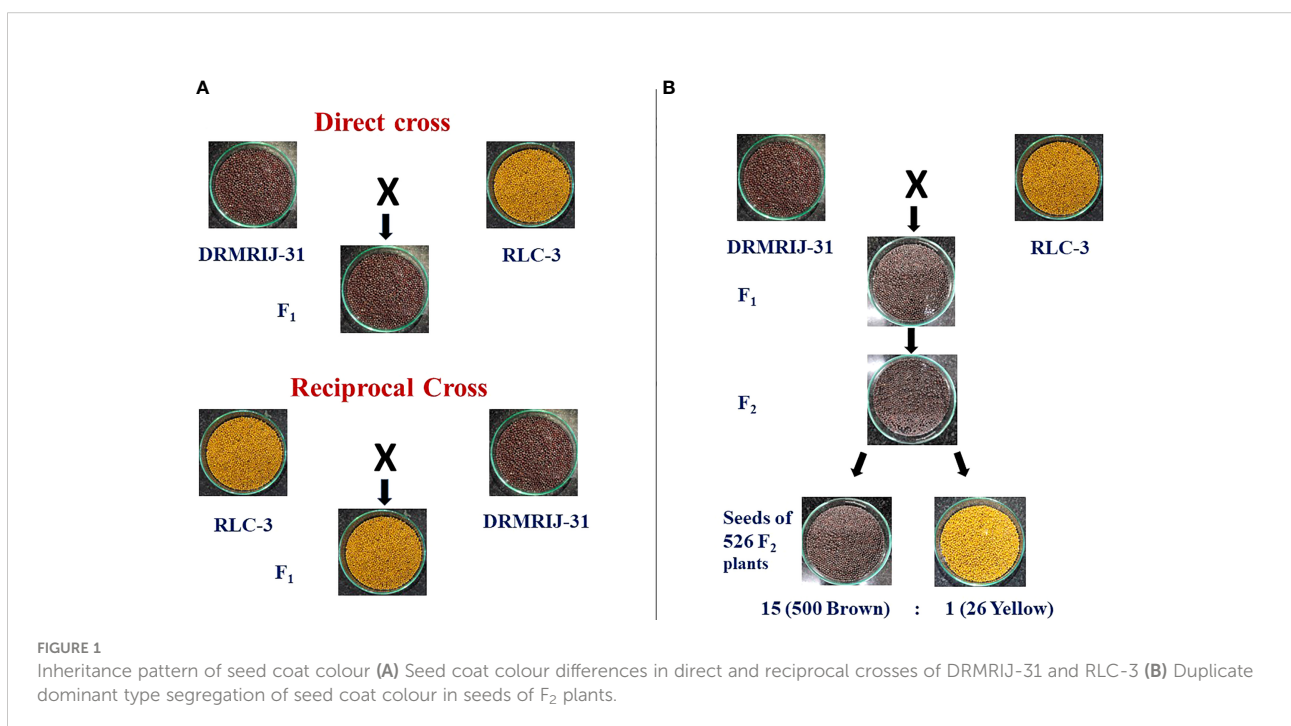 A
Direct cross
X
DRMRIJ-31
RLC-3
F₁
Reciprocal Cross
X
RLC-3
DRMRIJ-31
F₁
B
X
DRMRIJ-31
RLC-3
F₁
F₂
Seeds of
526 F₂
plants
15 (500 Brown) : 1 (26 Yellow)
FIGURE 1
Inheritance pattern of seed coat colour (A) Seed coat colour differences in direct and reciprocal crosses of DRMRIJ-31 and RLC-3 (B) Duplicate
dominant type segregation of seed coat colour in seeds of F₂ plants.